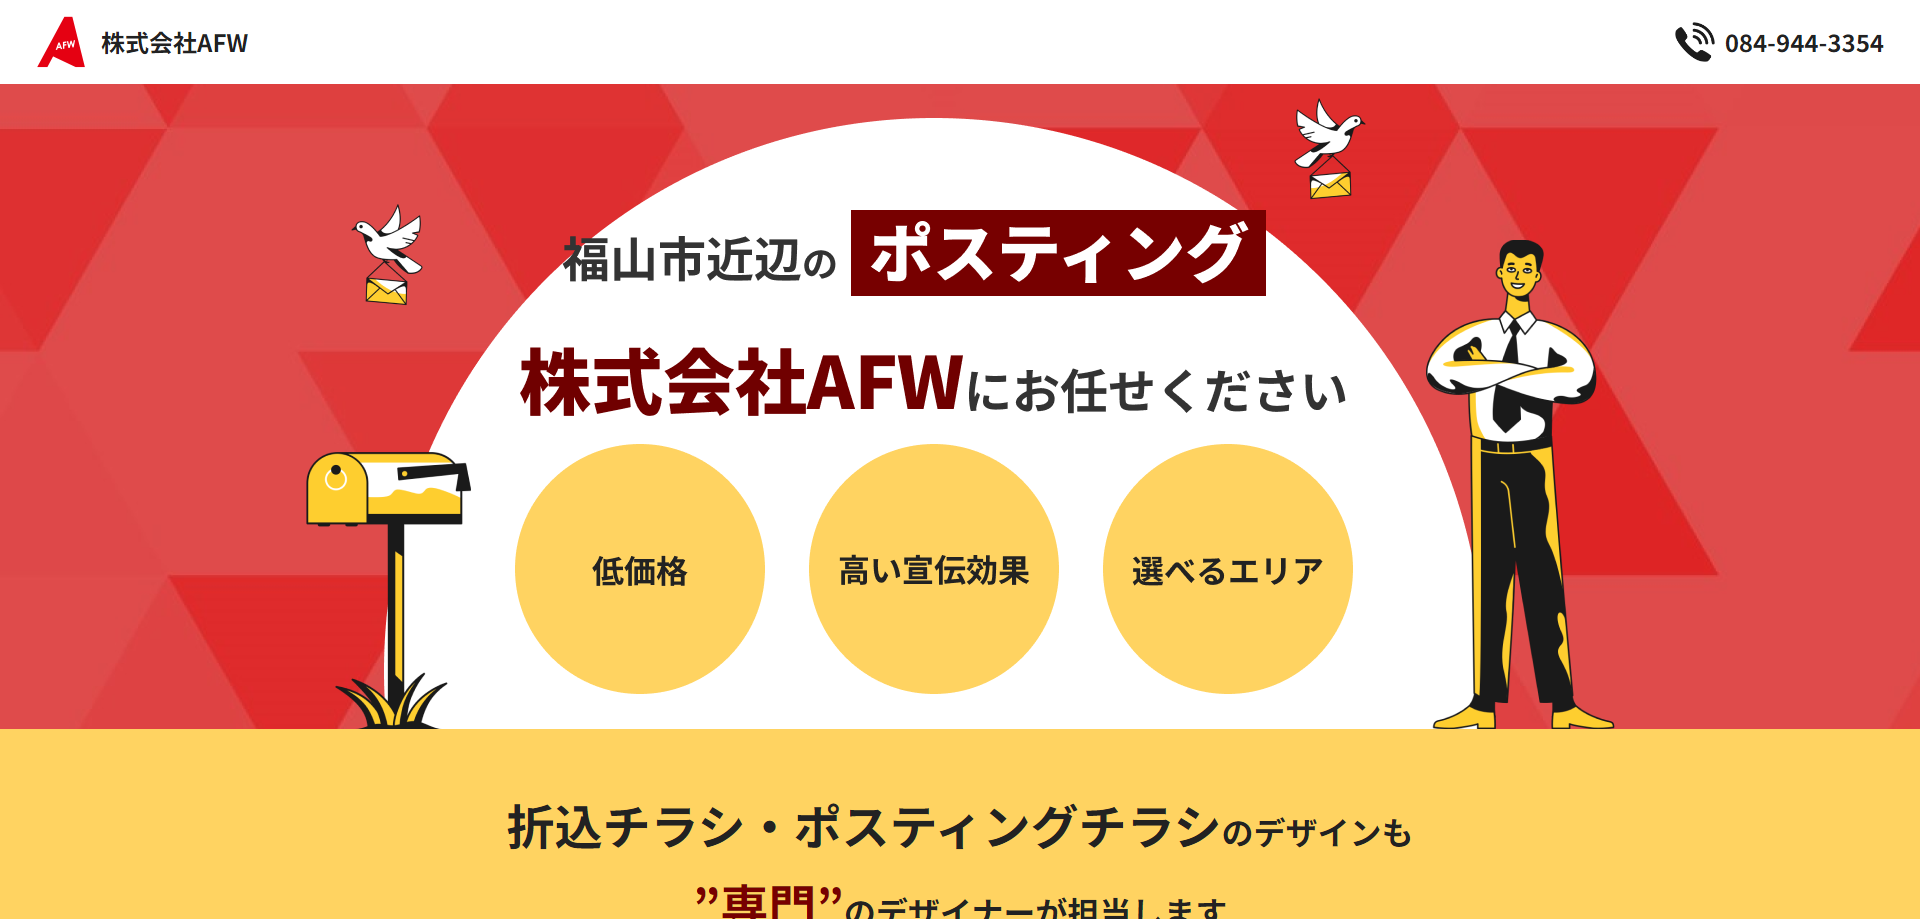 AFW
株式会社AFW
084-944-3354
福山市近辺の ポスティング
株式会社AFWにお任せください
低価格
高い宣伝効果
選べるエリア
折込チラシ・ポスティングチラシのデザインも
”専門”のデザイナーが担当します